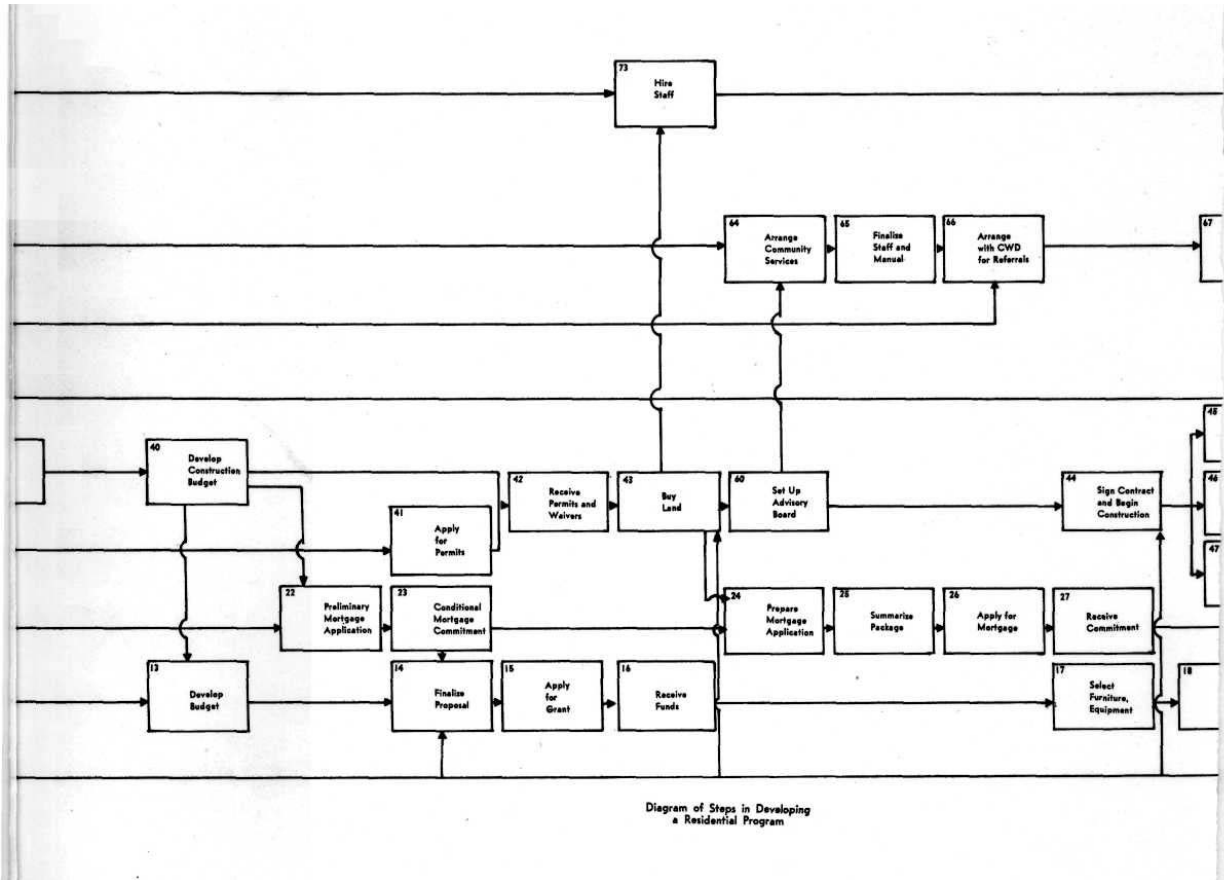 73
Hire
Staff
64
Arrange
Community
Services
65
Finalize
Staff and
Manual
66
Arrange
with CWD
for Referrals
67
40
Develop
Construction
Budget
41
Apply
for
Permits
42
Receive
Permits and
Waivers
43
Buy
Land
60
Set Up
Advisory
Board
44
Sign Contract
and Begin
Construction
45
46
47
22
Preliminary
Mortgage
Application
23
Conditional
Mortgage
Commitment
24
Prepare
Mortgage
Application
25
Summarize
Package
26
Apply for
Mortgage
27
Receive
Commitment
13
Develop
Budget
14
Finalize
Proposal
15
Apply
for
Grant
16
Receive
Funds
17
Select
Furniture,
Equipment
18
Diagram of Steps in Developing
a Residential Program